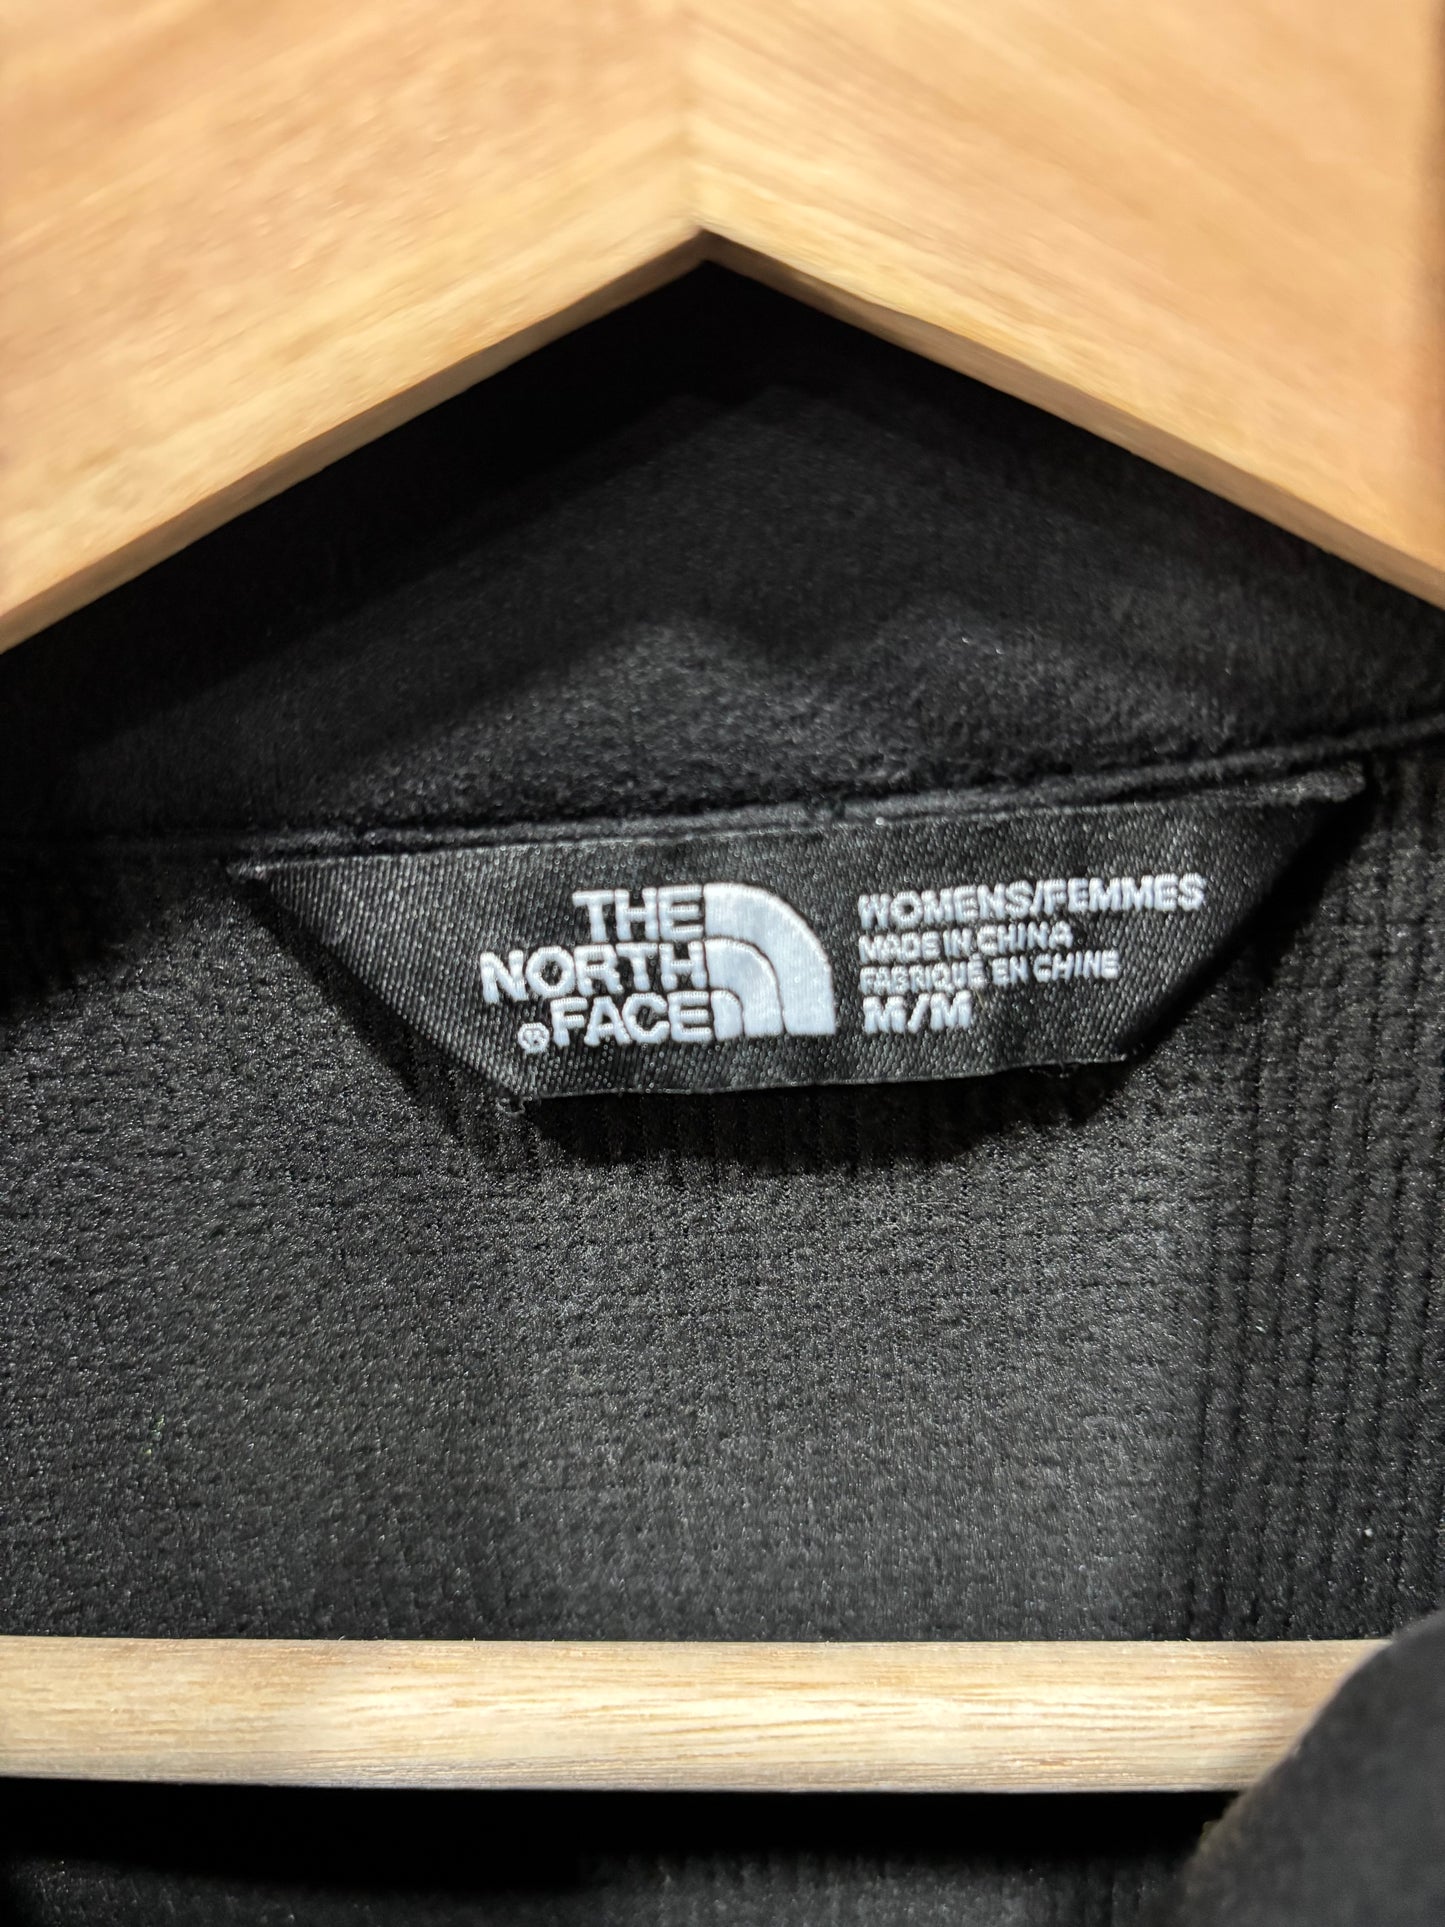 THE
NORTH
®FACE
WOMENS/FEMMES
MADE IN CHINA
FABRIQUÉ EN CHINE
M/M